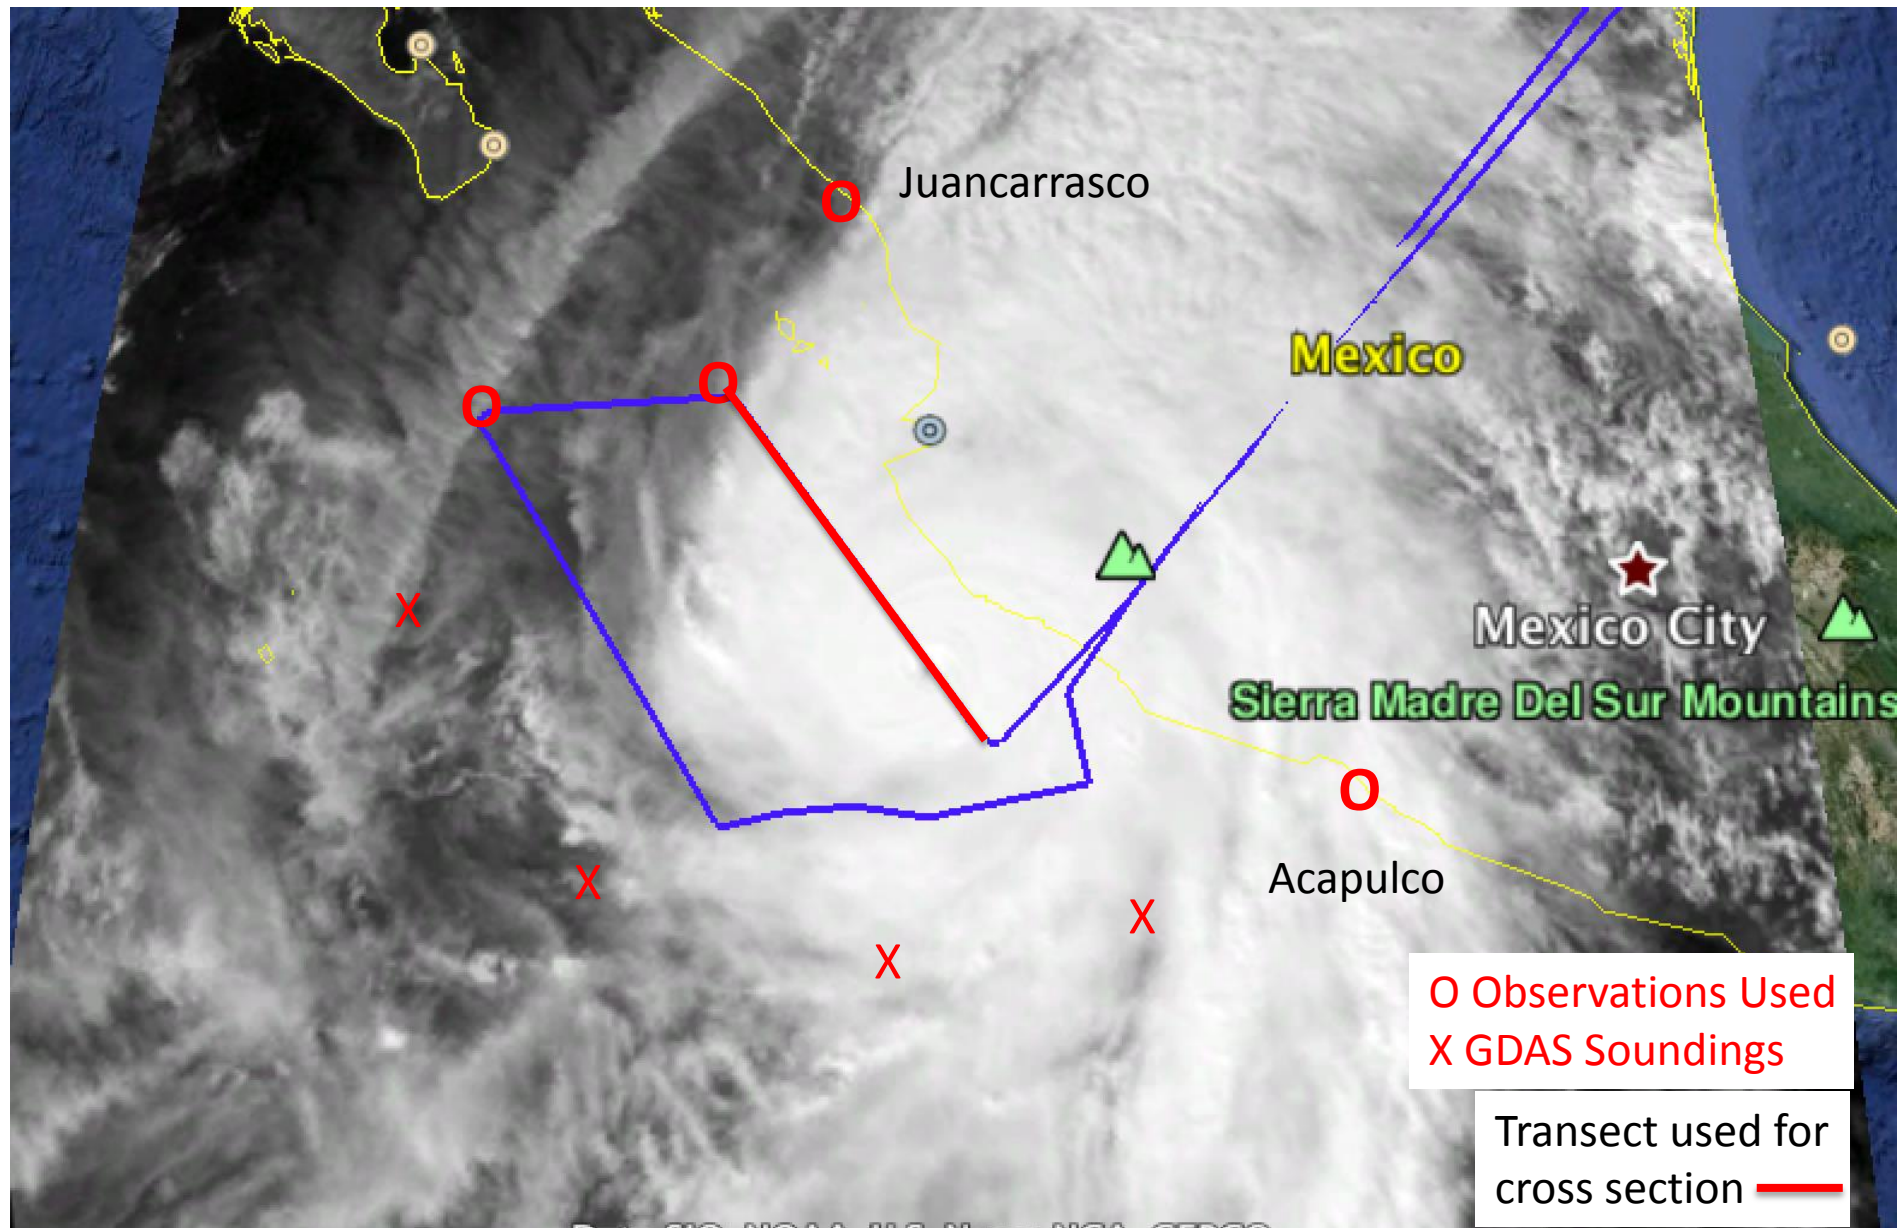 Juancarrasco
O
Mexico
O
O
X
Mexico City
Sierra Madre Del Sur Mountains
O
X
Acapulco
X
X
O Observations Used
X GDAS Soundings
Transect used for
cross section